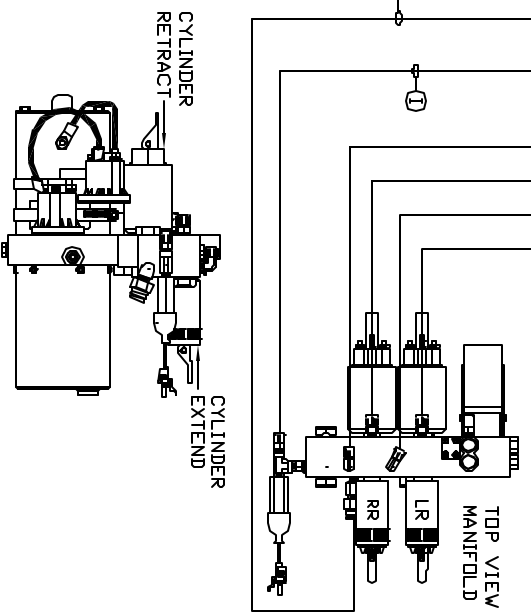 CYLINDER
RETRACT
I
CYLINDER
EXTEND
RR
LR
TOP VIEW
MANIFOLD